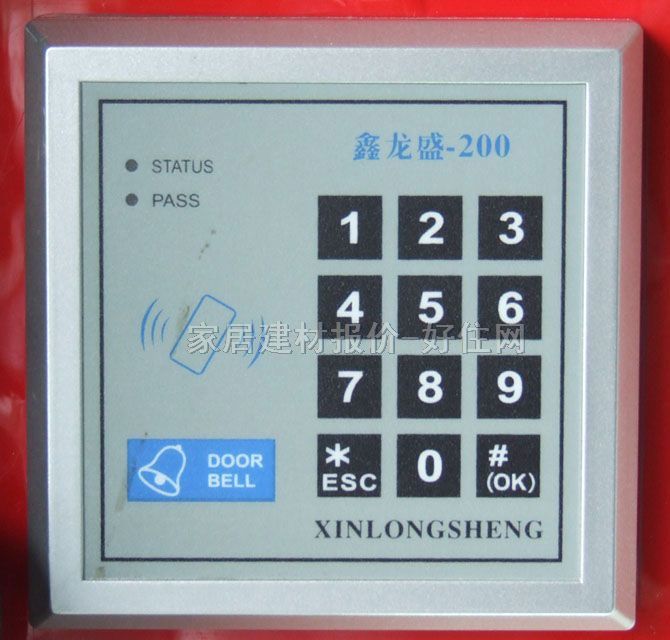 鑫龙盛-200
STATUS
PASS
1 2 3
4 5 6
家居建材报价-好住网
7 8 9
* 0 #
ESC (OK)
DOOR
BELL
XINLONGSHENG